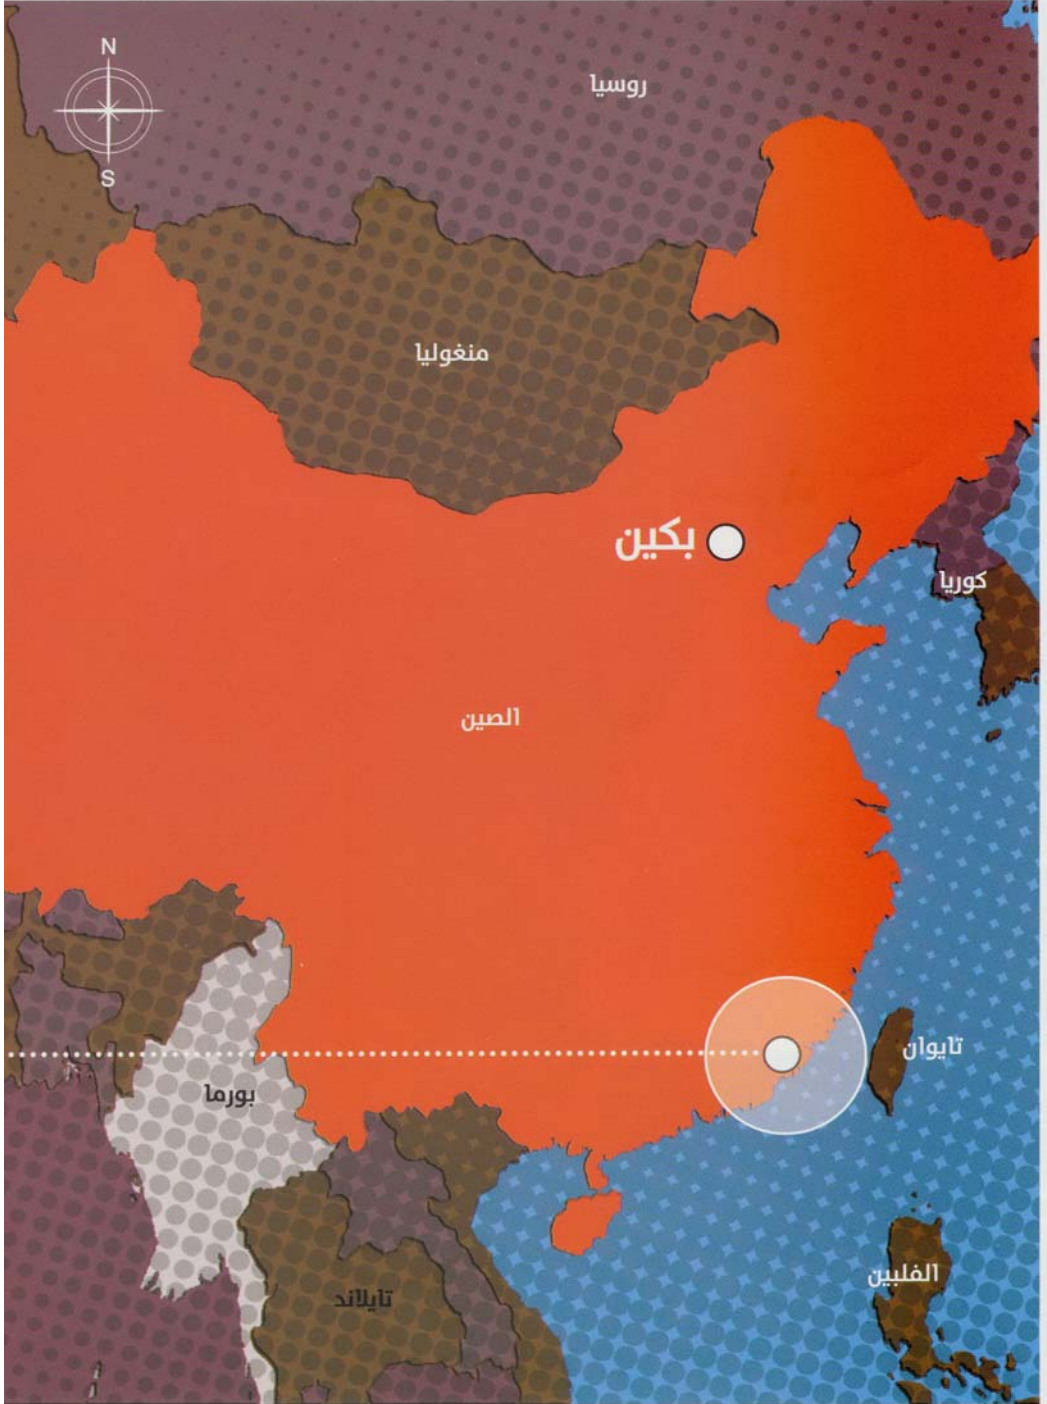 N
S
روسيا
منغوليا
بكين
كوريا
الصين
تايوان
بورما
الفلبين
تايلاند